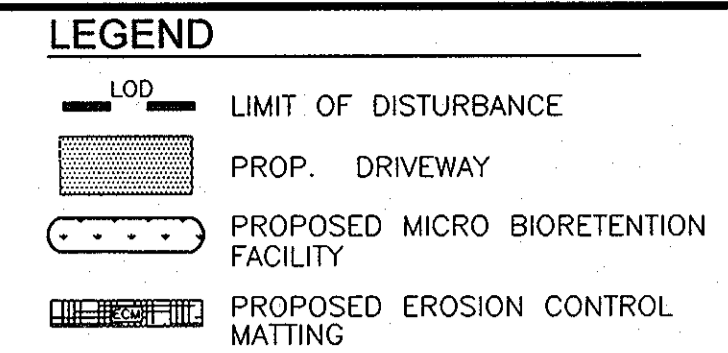 LEGEND
LOD
LIMIT OF DISTURBANCE
PROP. DRIVEWAY
PROPOSED MICRO BIORETENTION
FACILITY
ECM
PROPOSED EROSION CONTROL
MATTING